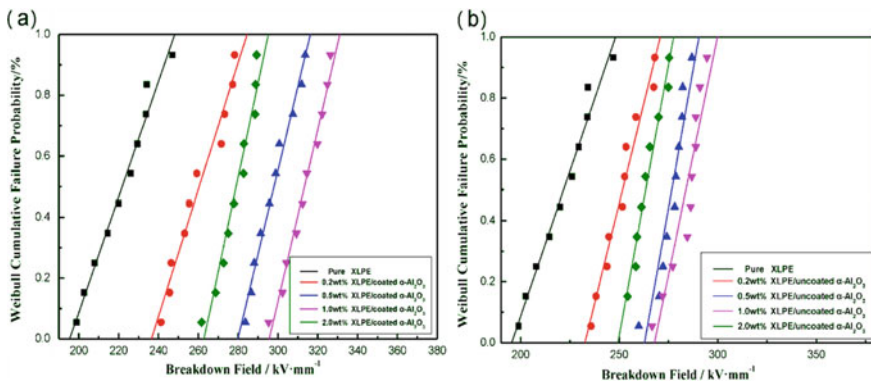 (a)
Weibull Cumulative Failure Probability/%
1.0
0.8
0.6
0.4
0.2
0.0
Pure XLPE
0.2wt% XLPE/coated α-Al₂O₃
0.5wt% XLPE/coated α-Al₂O₃
1.0wt% XLPE/coated α-Al₂O₃
2.0wt% XLPE/coated α-Al₂O₃
200 220 240 260 280 300 320 340 360 380
Breakdown Field / kV·mm⁻¹
(b)
Weibull Cumulative Failure Probability/%
1.0
0.8
0.6
0.4
0.2
0.0
Pure XLPE
0.2wt% XLPE/uncoated α-Al₂O₃
0.5wt% XLPE/uncoated α-Al₂O₃
1.0wt% XLPE/uncoated α-Al₂O₃
2.0wt% XLPE/uncoated α-Al₂O₃
200 250 300 350
Breakdown Field / kV·mm⁻¹